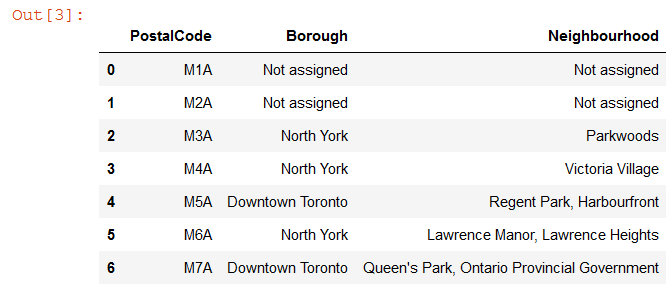 Out[3]:
PostalCode Borough Neighbourhood
0 M1A Not assigned Not assigned
1 M2A Not assigned Not assigned
2 M3A North York Parkwoods
3 M4A North York Victoria Village
4 M5A Downtown Toronto Regent Park, Harbourfront
5 M6A North York Lawrence Manor, Lawrence Heights
6 M7A Downtown Toronto Queen's Park, Ontario Provincial Government